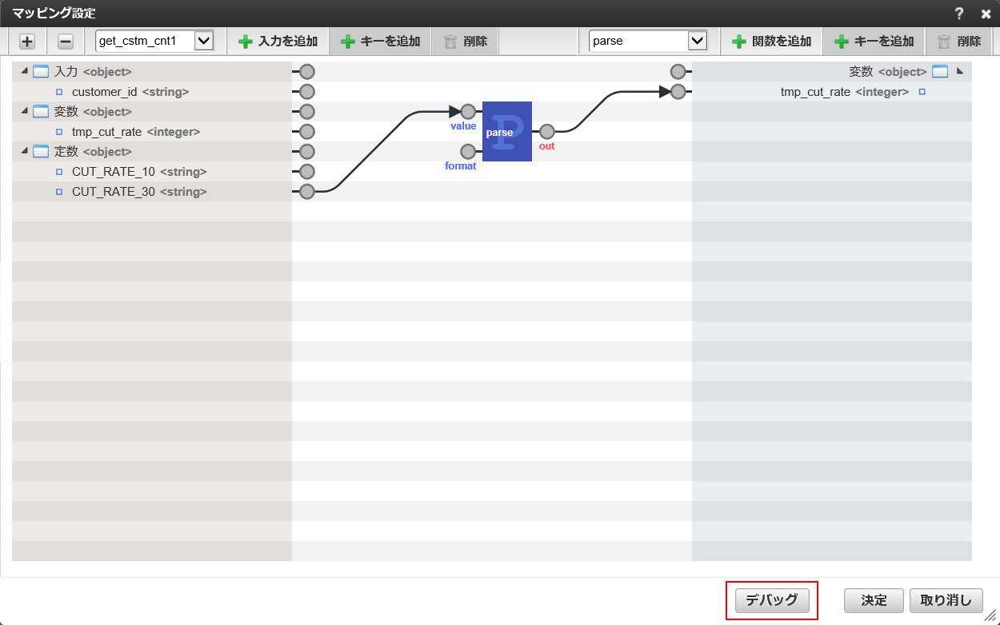 マッピング設定
?
get_cstm_cnt1 入力を追加 キーを追加 削除 parse 関数を追加 キーを追加 削除
入力 <object>
customer_id <string>
変数 <object>
tmp_cut_rate <integer>
定数 <object>
CUT_RATE_10 <string>
CUT_RATE_30 <string>
value
format
P
parse
out
変数 <object>
tmp_cut_rate <integer>
デバッグ 決定 取り消し